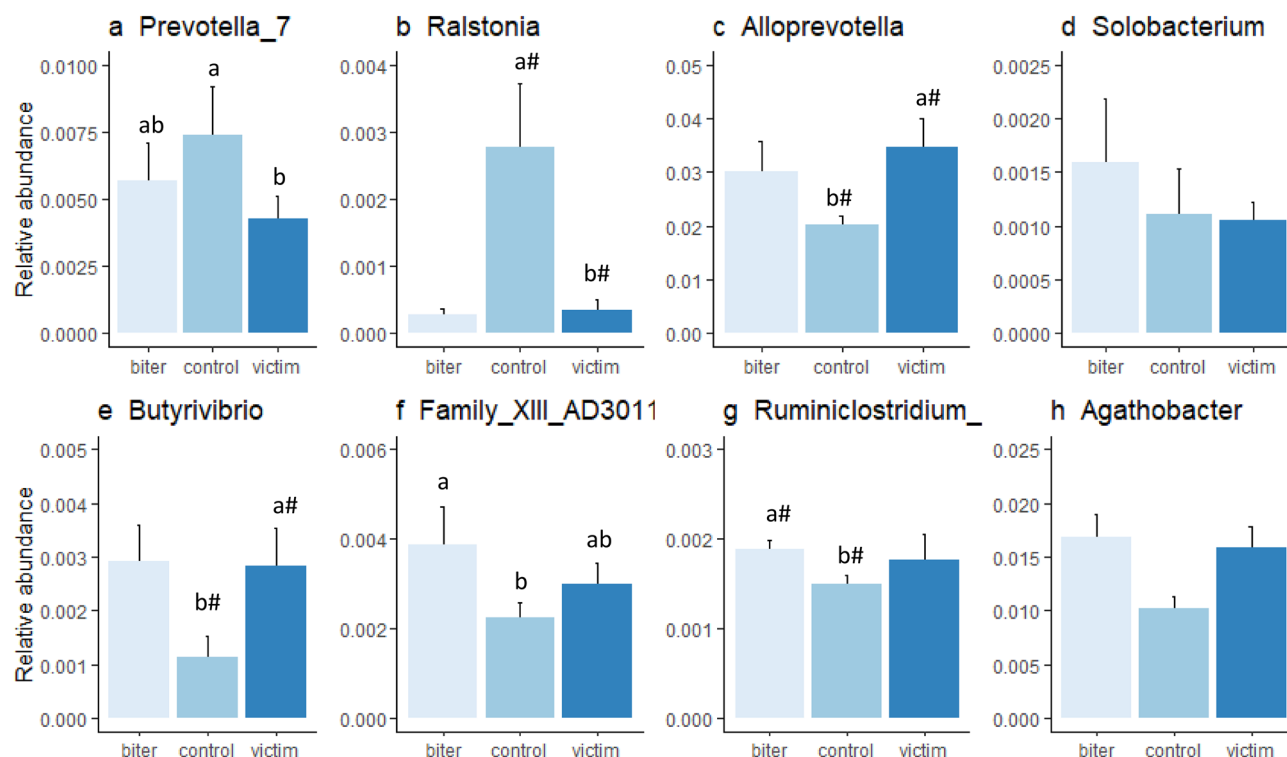 a Prevotella_7
Relative abundance
0.0100
0.0075
0.0050
0.0025
0.0000
ab
a
b
biter control victim
b Ralstonia
0.004
0.003
0.002
0.001
0.000
a#
b#
biter control victim
c Alloprevotella
0.05
0.04
0.03
0.02
0.01
0.00
b#
a#
biter control victim
d Solobacterium
0.0025
0.0020
0.0015
0.0010
0.0005
0.0000
biter control victim
e Butyrivibrio
Relative abundance
0.005
0.004
0.003
0.002
0.001
0.000
b#
a#
biter control victim
f Family_XIII_AD3011
0.006
0.004
0.002
0.000
a
b
ab
biter control victim
g Ruminiclostridium_
0.003
0.002
0.001
0.000
a#
b#
biter control victim
h Agathobacter
0.025
0.020
0.015
0.010
0.005
0.000
biter control victim